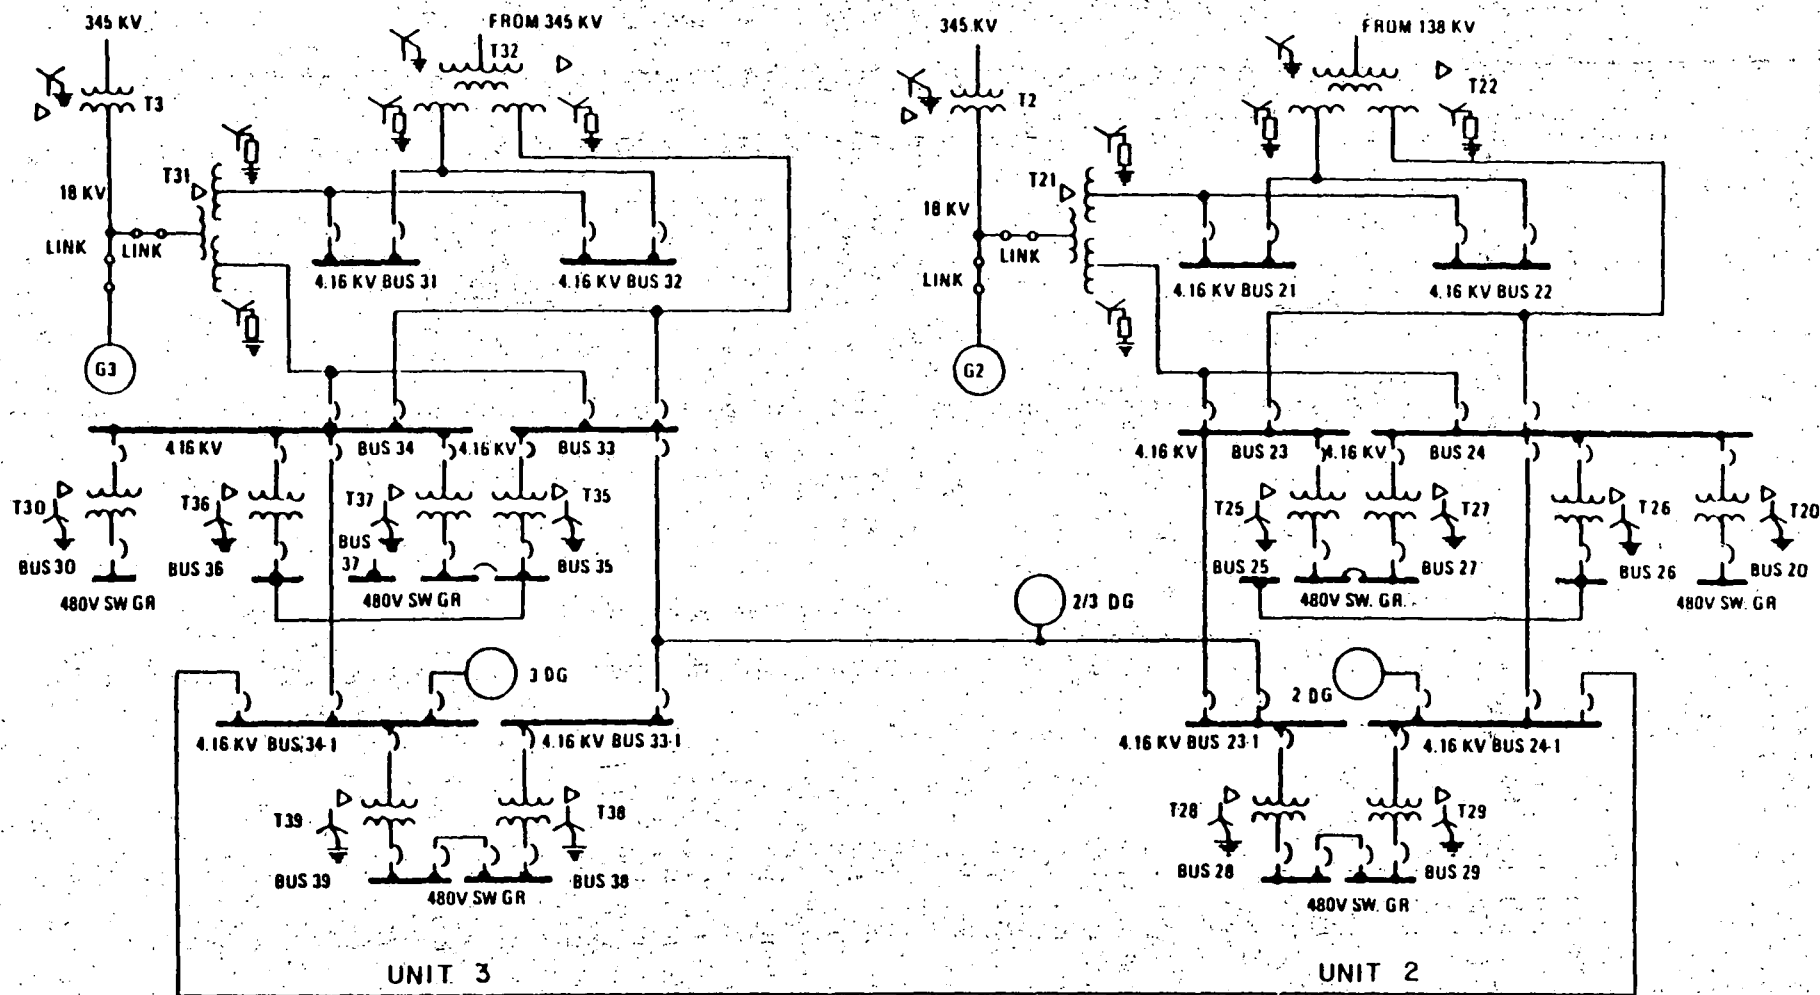 345 KV
FROM 345 KV
345 KV
FROM 138 KV
T32
T3
T2
T22
T31
T21
18 KV
18 KV
LINK
LINK
LINK
LINK
4.16 KV BUS 31
4.16 KV BUS 32
4.16 KV BUS 21
4.16 KV BUS 22
G3
G2
4.16 KV
BUS 34
4.16 KV
BUS 33
4.16 KV
BUS 23
4.16 KV
BUS 24
T30
T36
T37
T35
T25
T27
T26
T20
BUS 30
BUS 36
BUS
37
BUS 35
BUS 25
BUS 27
BUS 26
BUS 20
480V SW GR
480V SW GR
480V SW. GR.
480V SW. GR
2/3 DG
3 DG
2 DG
4.16 KV BUS 34-1
4.16 KV BUS 33-1
4.16 KV BUS 23-1
4.16 KV BUS 24-1
T39
T38
T28
T29
BUS 39
BUS 38
BUS 28
BUS 29
480V SW GR
480V SW. GR
UNIT 3
UNIT 2